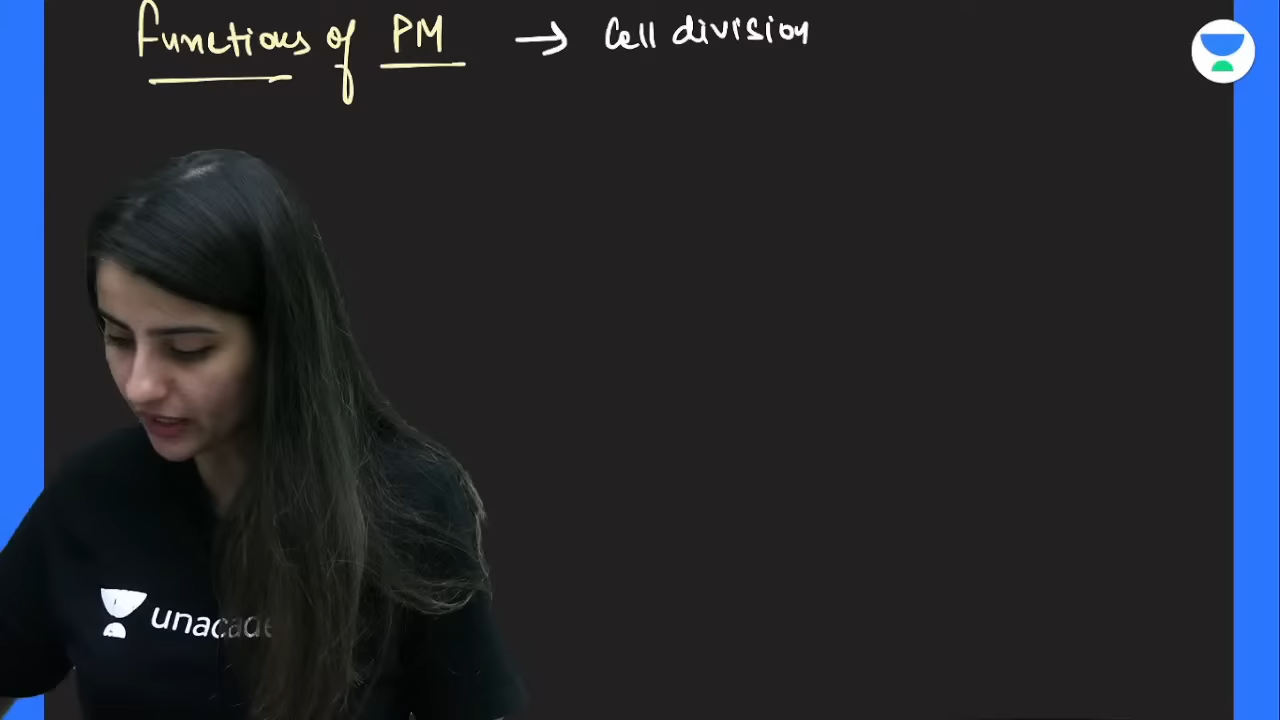 Functions of PM → Cell division
unacade